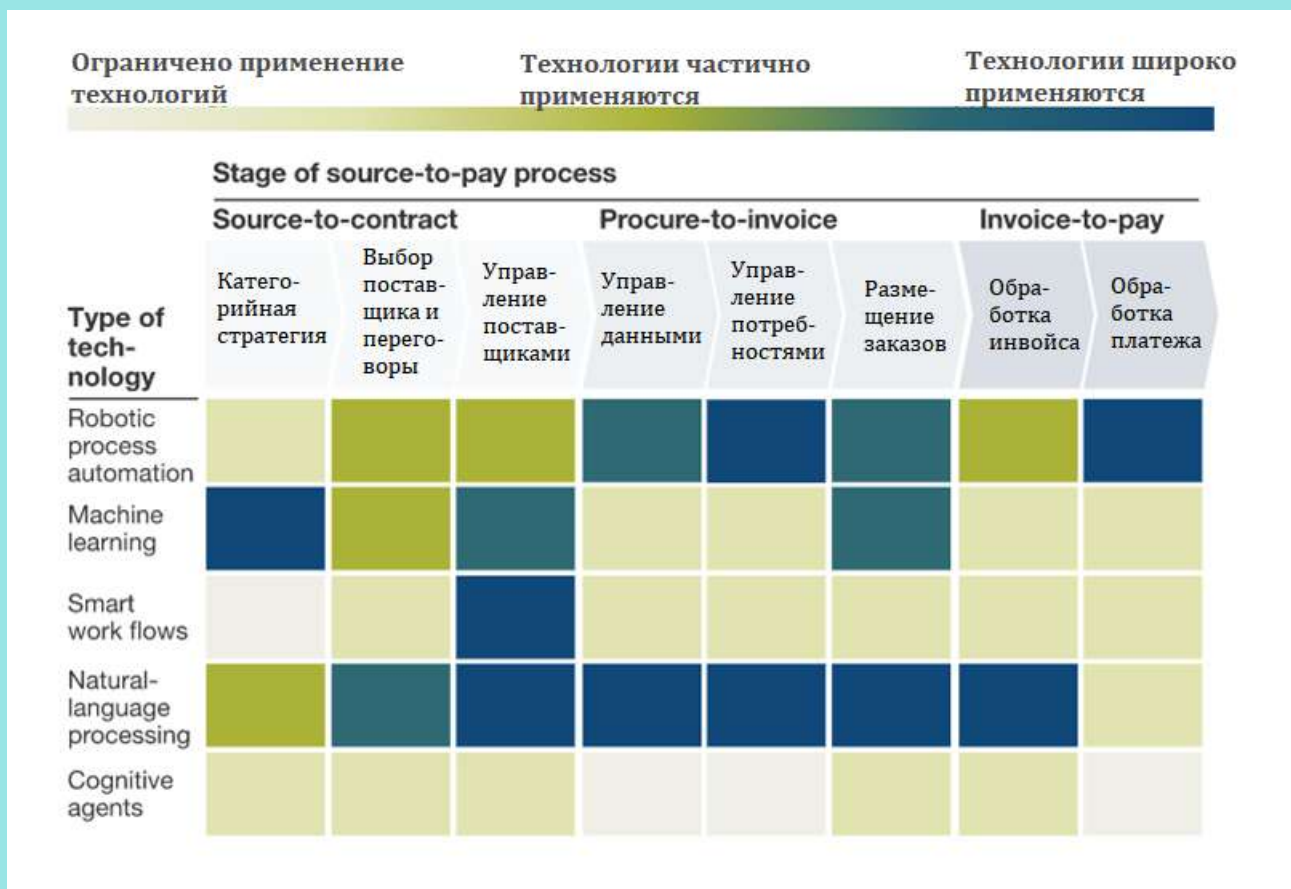 Ограничено применение
технологий
Технологии частично
применяются
Технологии широко
применяются
Stage of source-to-pay process
Source-to-contract
Procure-to-invoice
Invoice-to-pay
Type of
tech-
nology
Катего-
рийная
стратегия
Выбор
постав-
щика и
перего-
воры
Управ-
ление
постав-
щиками
Управ-
ление
данными
Управ-
ление
потреб-
ностями
Разме-
щение
заказов
Обра-
ботка
инвойса
Обра-
ботка
платежа
Robotic
process
automation
Machine
learning
Smart
work flows
Natural-
language
processing
Cognitive
agents